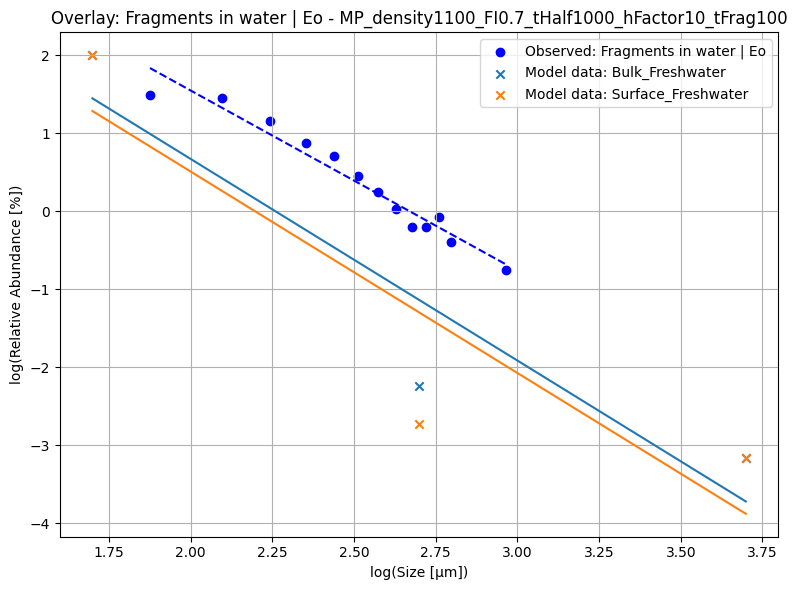 Overlay: Fragments in water | Eo - MP_density1100_FI0.7_tHalf1000_hFactor10_tFrag100
Observed: Fragments in water | Eo
Model data: Bulk_Freshwater
Model data: Surface_Freshwater
log(Relative Abundance [%])
2
1
0
−1
−2
−3
−4
1.75
2.00
2.25
2.50
2.75
3.00
3.25
3.50
3.75
log(Size [µm])